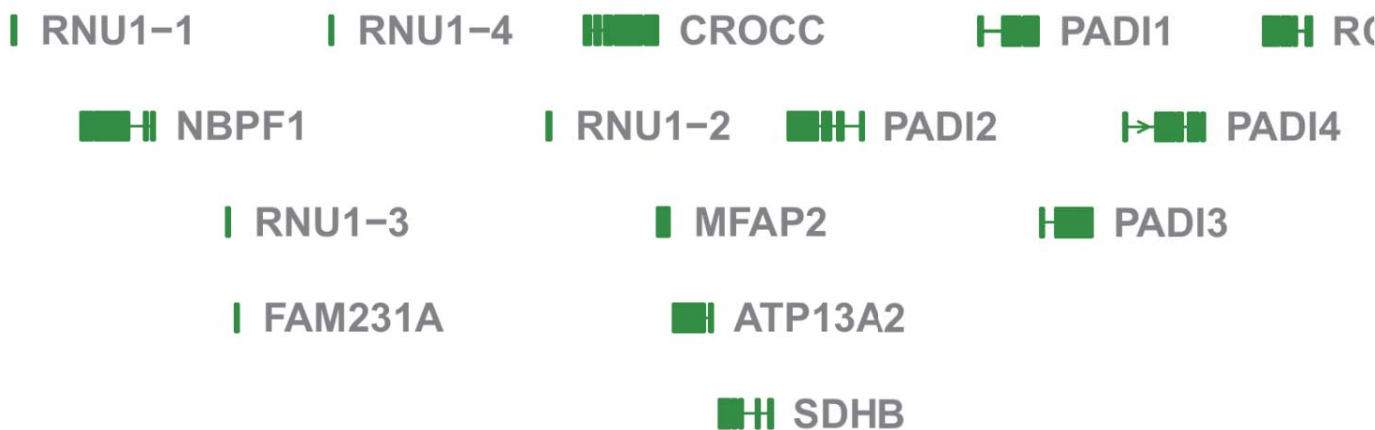 RNU1−1 RNU1−4 CROCC PADI1
NBPF1 RNU1−2 PADI2 PADI4
RNU1−3 MFAP2 PADI3
FAM231A ATP13A2
SDHB